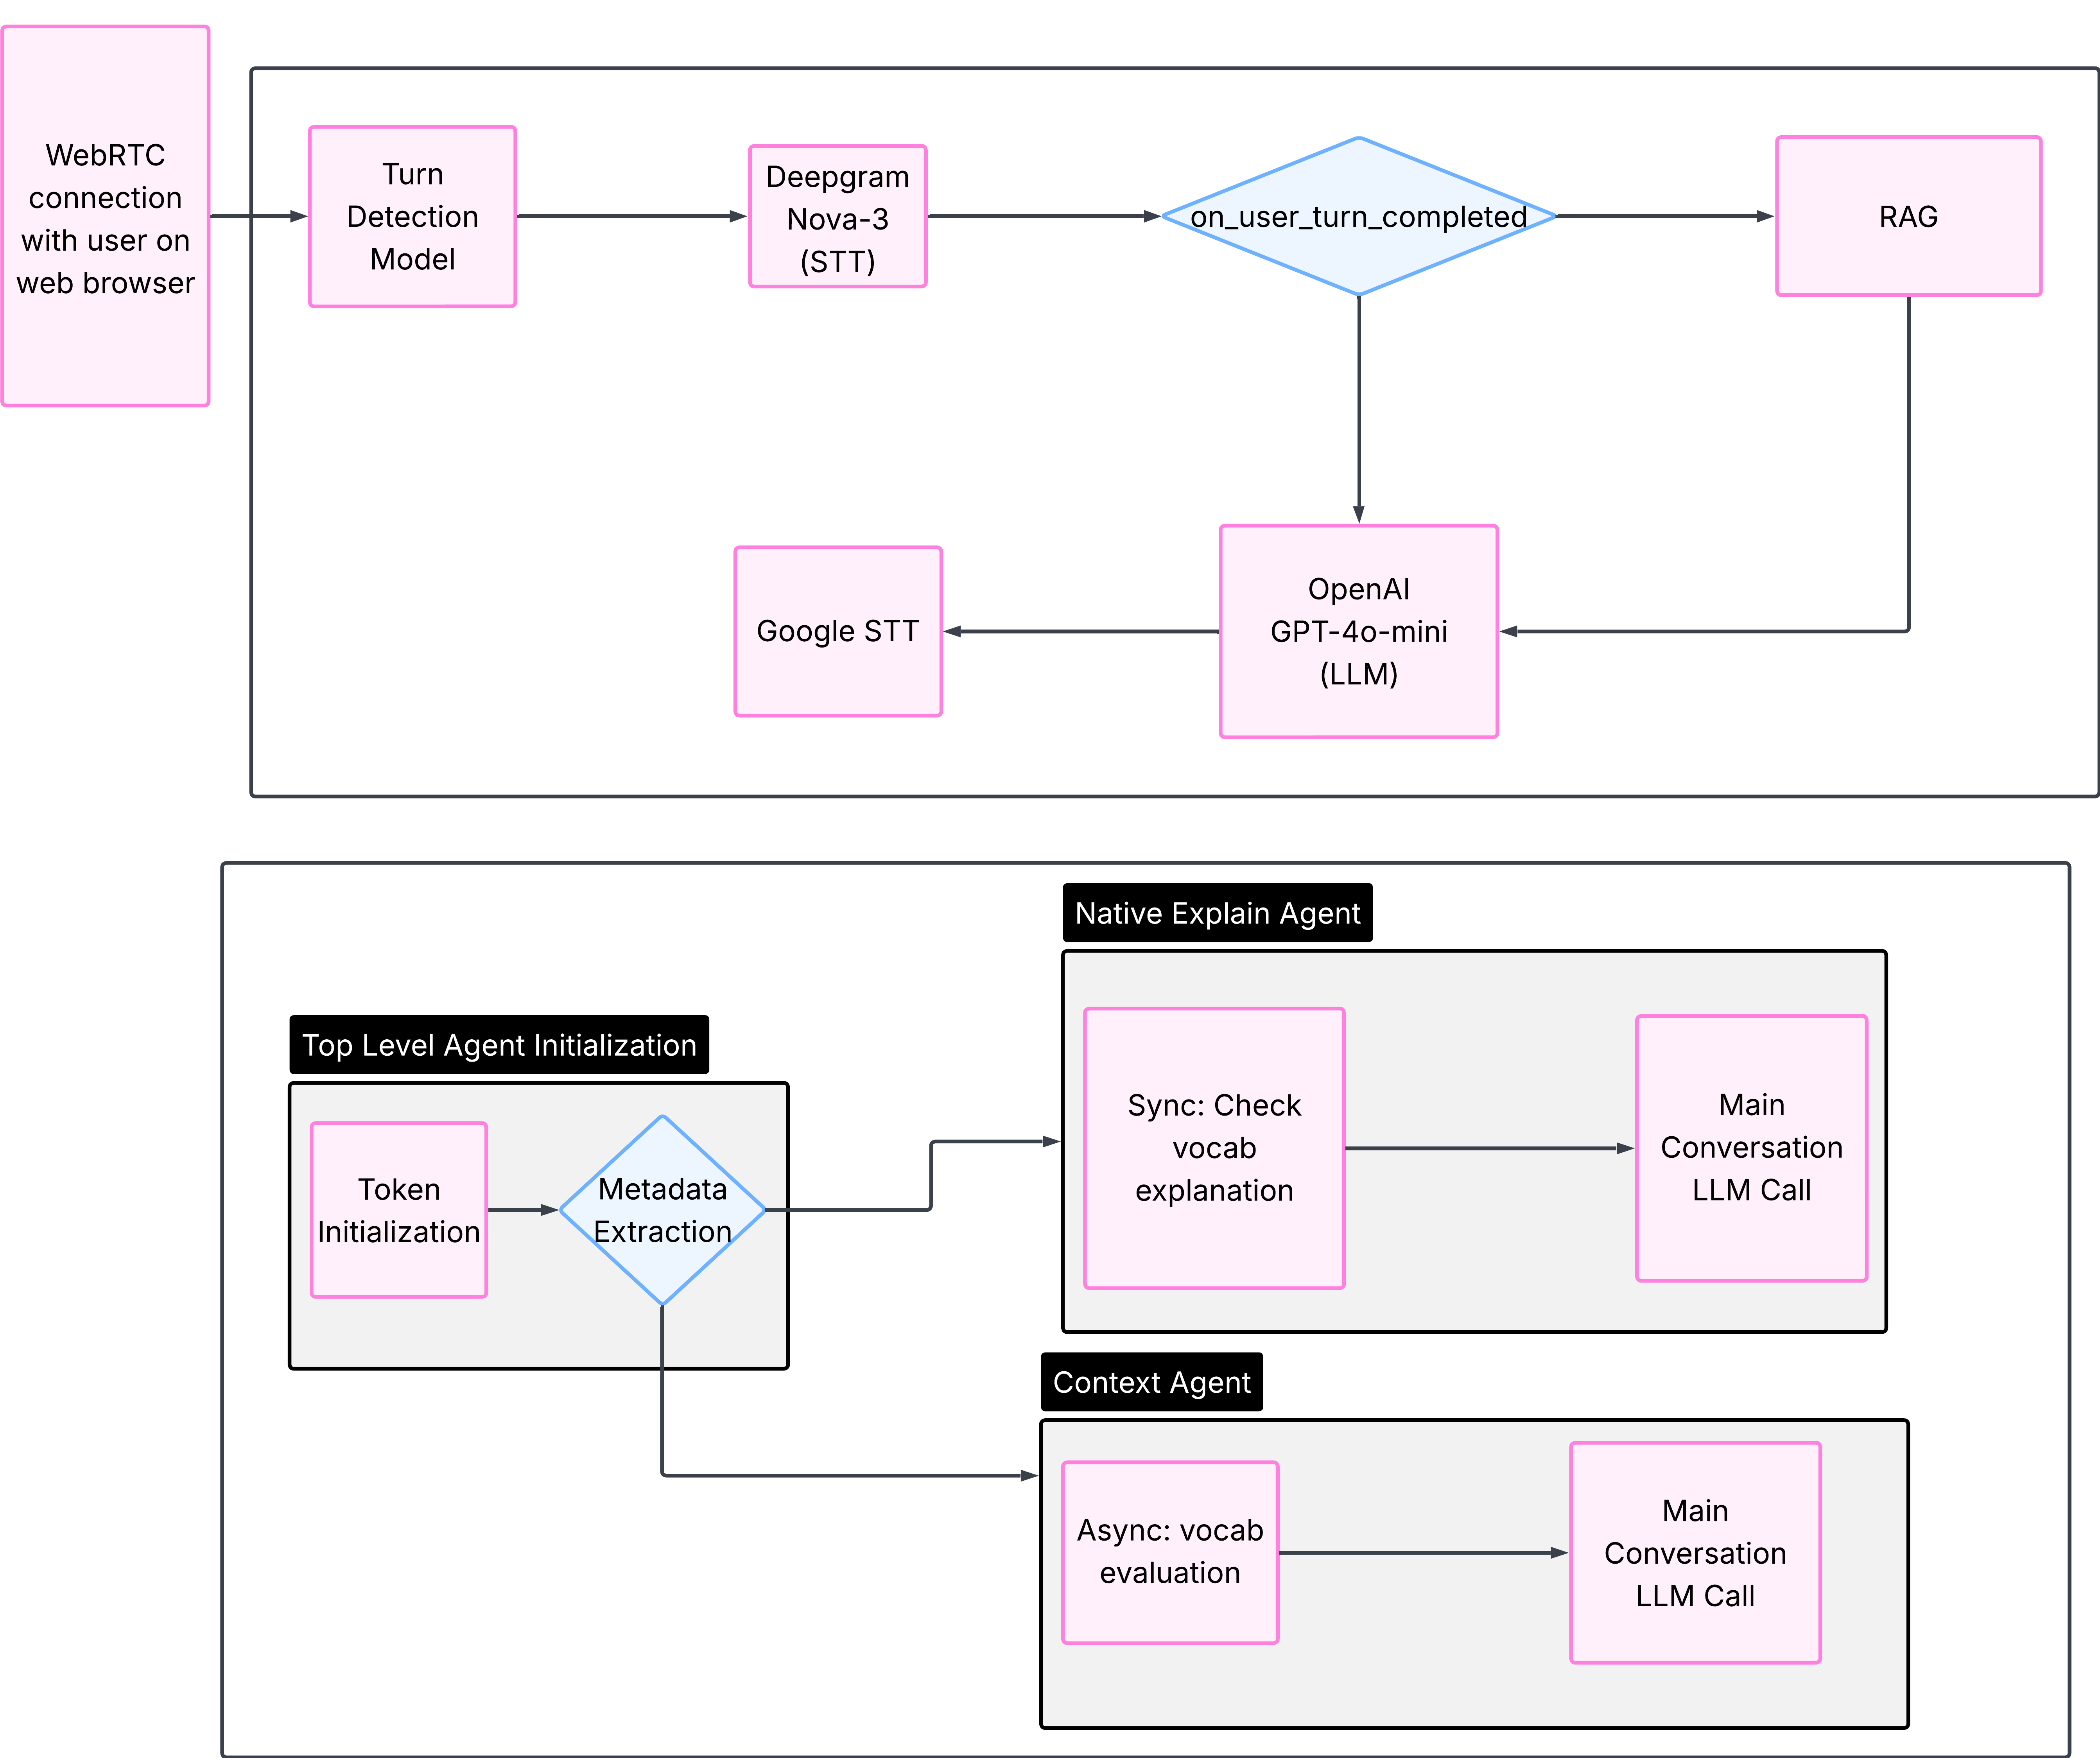 WebRTC
connection
with user on
web browser
Turn
Detection
Model
Deepgram
Nova-3
(STT)
on_user_turn_completed
RAG
Google STT
OpenAI
GPT-4o-mini
(LLM)
Native Explain Agent
Top Level Agent Initialization
Token
Initialization
Metadata
Extraction
Sync: Check
vocab
explanation
Main
Conversation
LLM Call
Context Agent
Async: vocab
evaluation
Main
Conversation
LLM Call